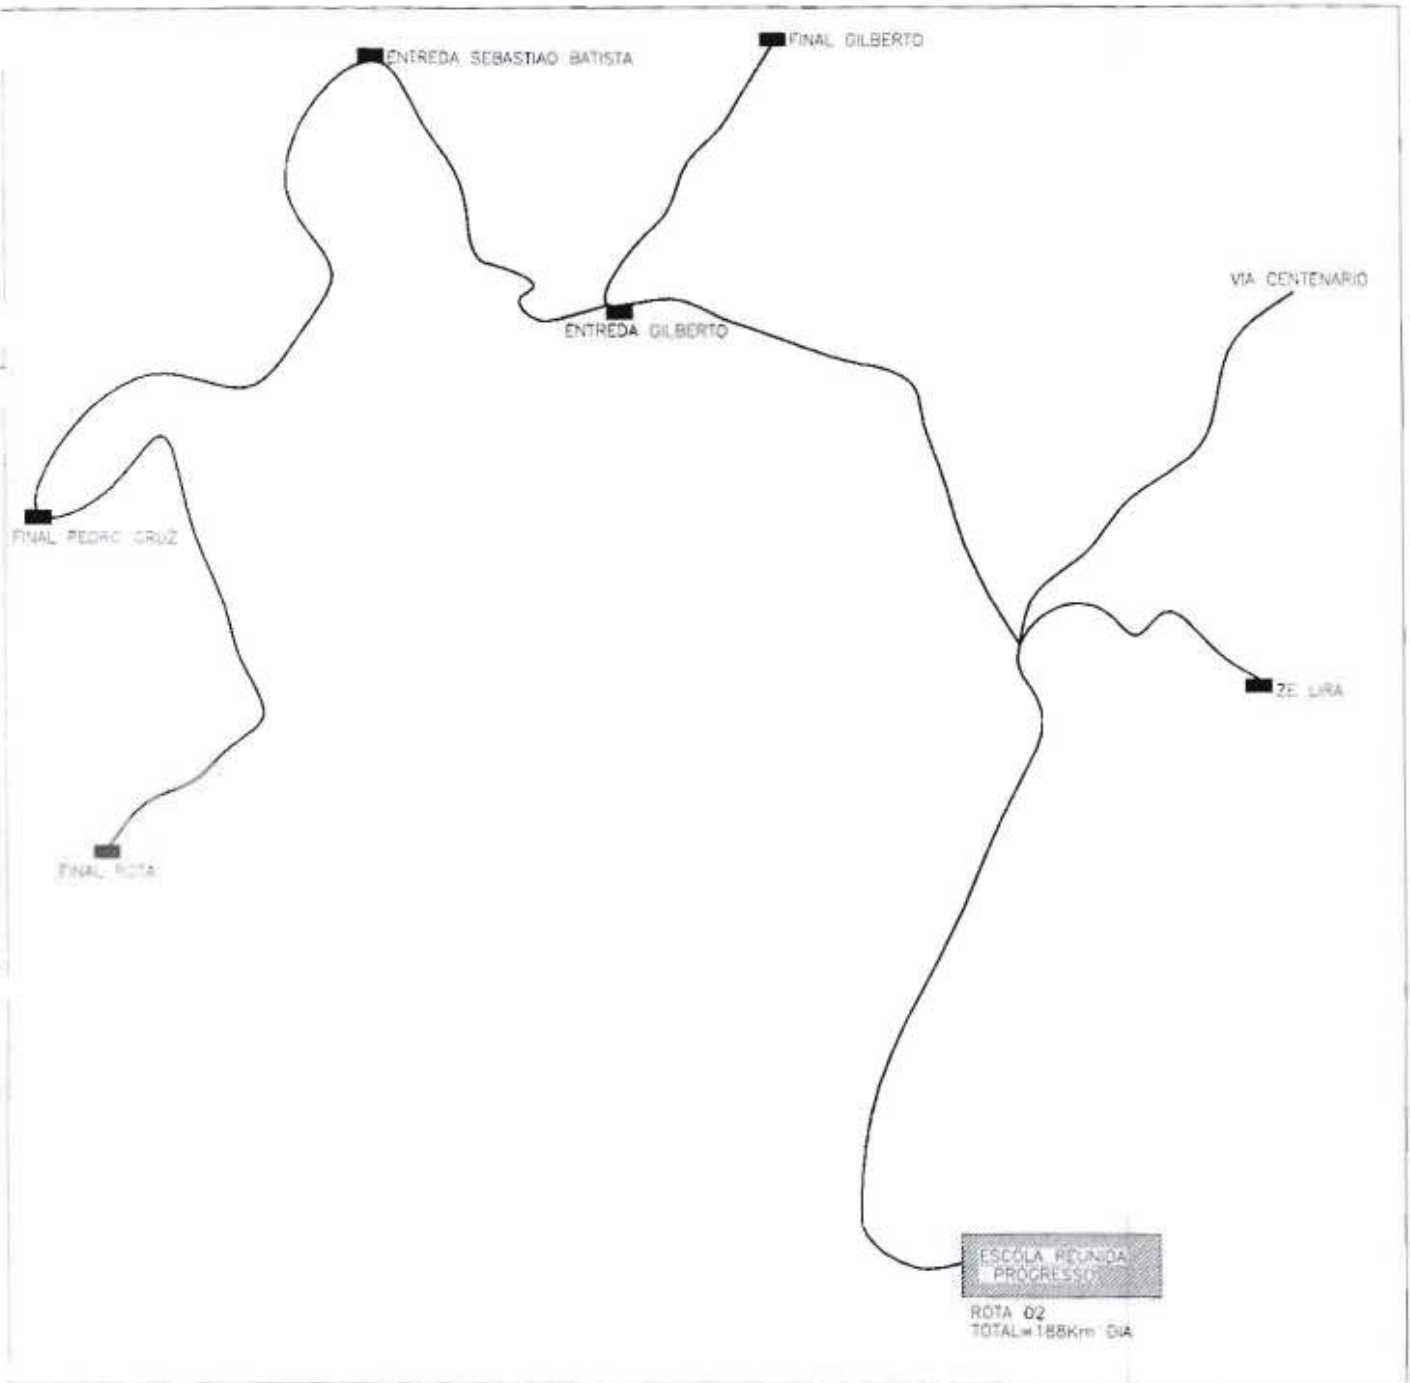 FINAL GILBERTO
ENTREDA SEBASTIAO BATISTA
VIA CENTENARIO
ENTREDA GILBERTO
FINAL PEDRO CRUZ
ZE LIRA
FINAL ROTA
ESCOLA REUNIDA
PROGRESSO
ROTA 02
TOTAL=188Km DIA